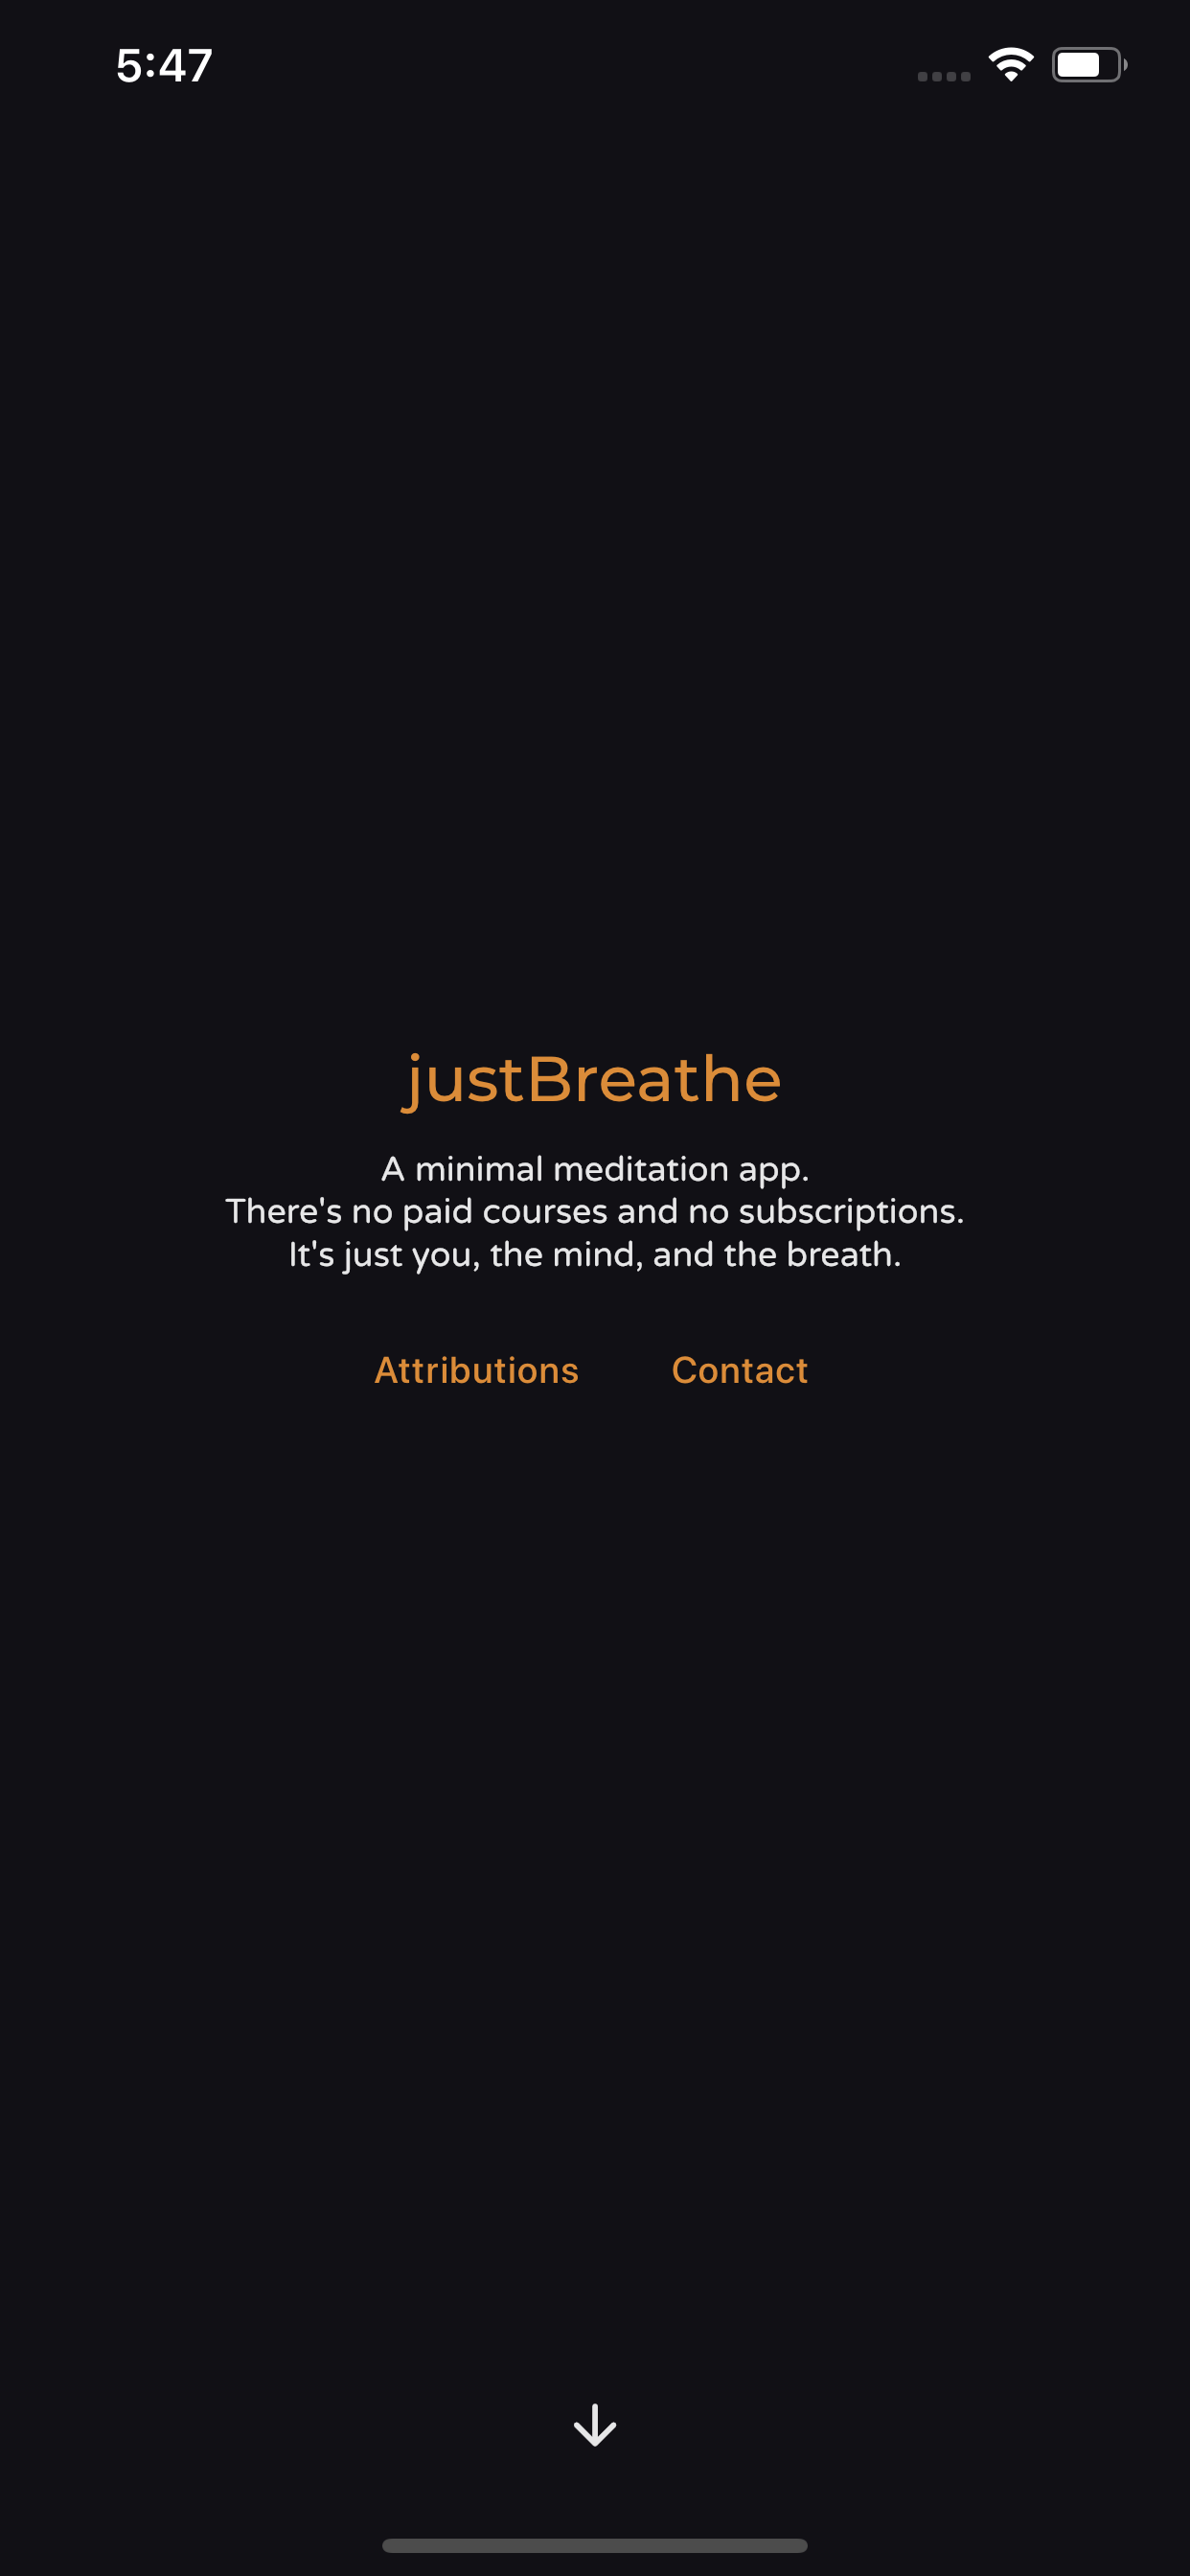 5:47
justBreathe
A minimal meditation app.
There's no paid courses and no subscriptions.
It's just you, the mind, and the breath.
Attributions Contact